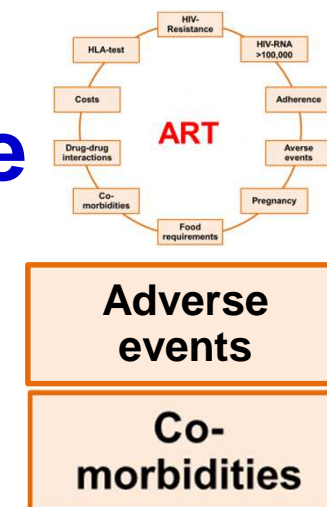 HIV-
Resistance
HLA-test
HIV-RNA
>100,000
Costs
Adherence
e
ART
Drug-drug
interactions
Averse
events
Co-
morbidities
Pregnancy
Food
requirements
Adverse
events
Co-
morbidities